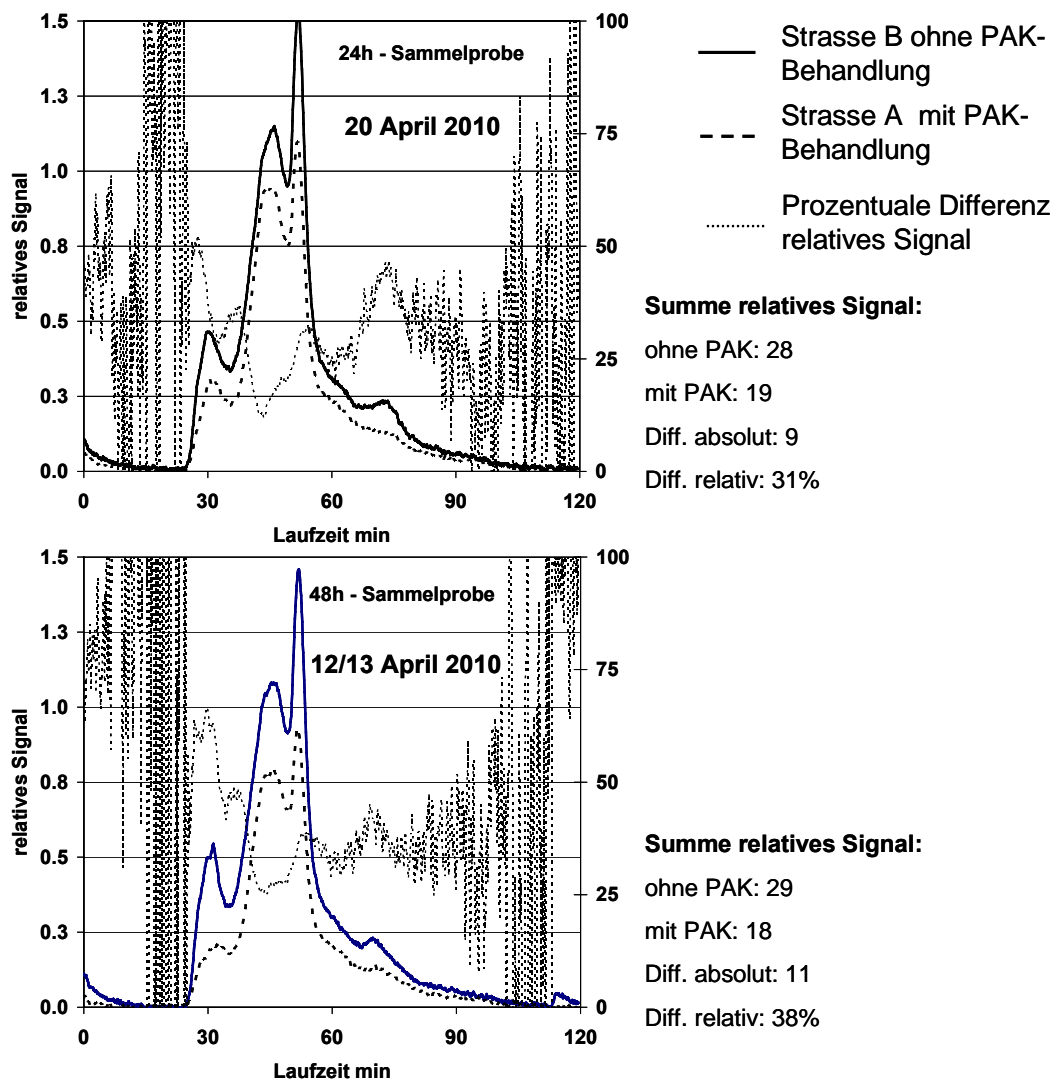 24h - Sammelprobe
20 April 2010
relatives Signal
1.5
1.3
1.0
0.8
0.5
0.3
0.0
100
75
50
25
0
0 30 60 90 120
Laufzeit min
Strasse B ohne PAK-
Behandlung
Strasse A mit PAK-
Behandlung
Prozentuale Differenz
relatives Signal
Summe relatives Signal:
ohne PAK: 28
mit PAK: 19
Diff. absolut: 9
Diff. relativ: 31%
48h - Sammelprobe
12/13 April 2010
relatives Signal
1.5
1.3
1.0
0.8
0.5
0.3
0.0
100
75
50
25
0
0 30 60 90 120
Laufzeit min
Summe relatives Signal:
ohne PAK: 29
mit PAK: 18
Diff. absolut: 11
Diff. relativ: 38%